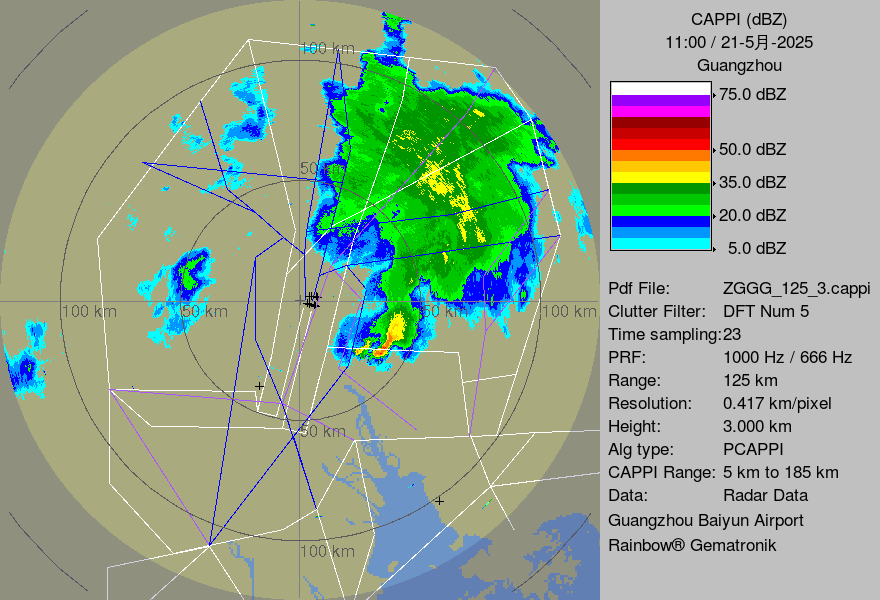 CAPPI (dBZ)
11:00 / 21-5月-2025
Guangzhou
75.0 dBZ
50.0 dBZ
35.0 dBZ
20.0 dBZ
5.0 dBZ
Pdf File: ZGGG_125_3.cappi
Clutter Filter: DFT Num 5
Time sampling:23
PRF: 1000 Hz / 666 Hz
Range: 125 km
Resolution: 0.417 km/pixel
Height: 3.000 km
Alg type: PCAPPI
CAPPI Range: 5 km to 185 km
Data: Radar Data
Guangzhou Baiyun Airport
Rainbow® Gematronik
100 km
50
100 km
50 km
50 km
100 km
50 km
100 km